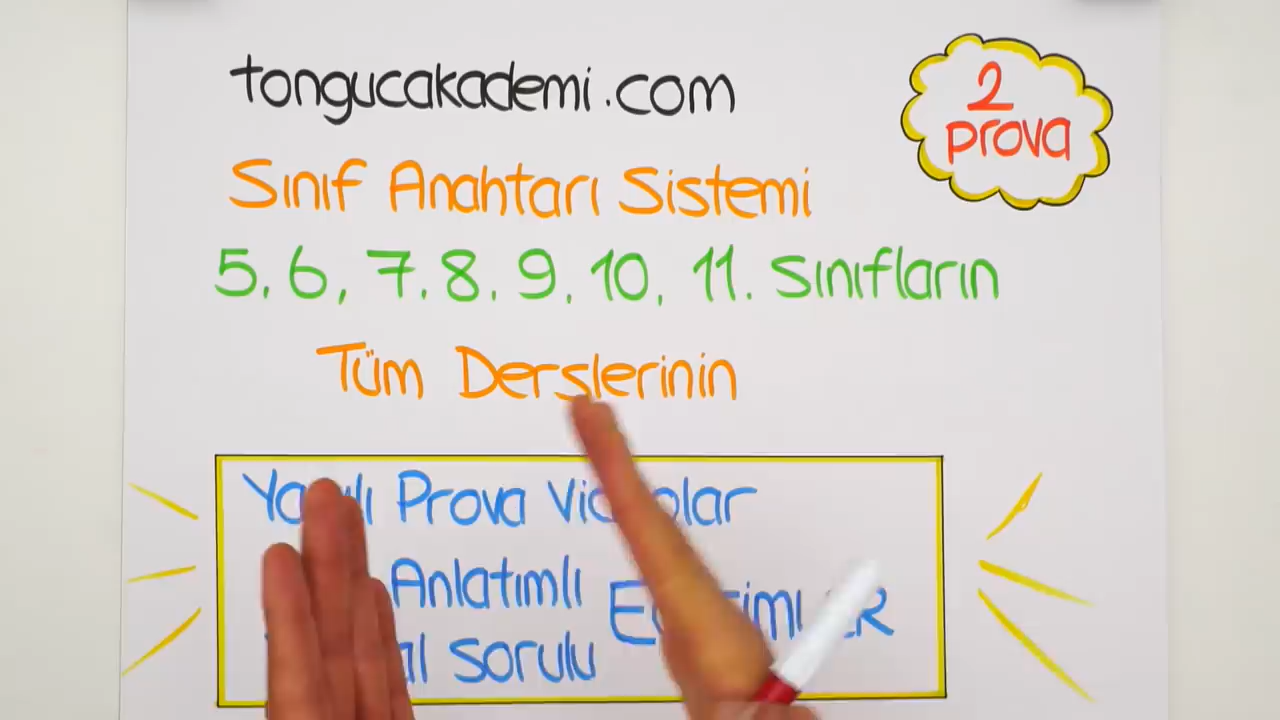 tongucakademi.com
2
prova
Sınıf Anahtarı Sistemi
5, 6, 7. 8. 9. 10. 11. Sınıfların
Tüm Derslerinin
Prova
Anlatımlı
sorulu